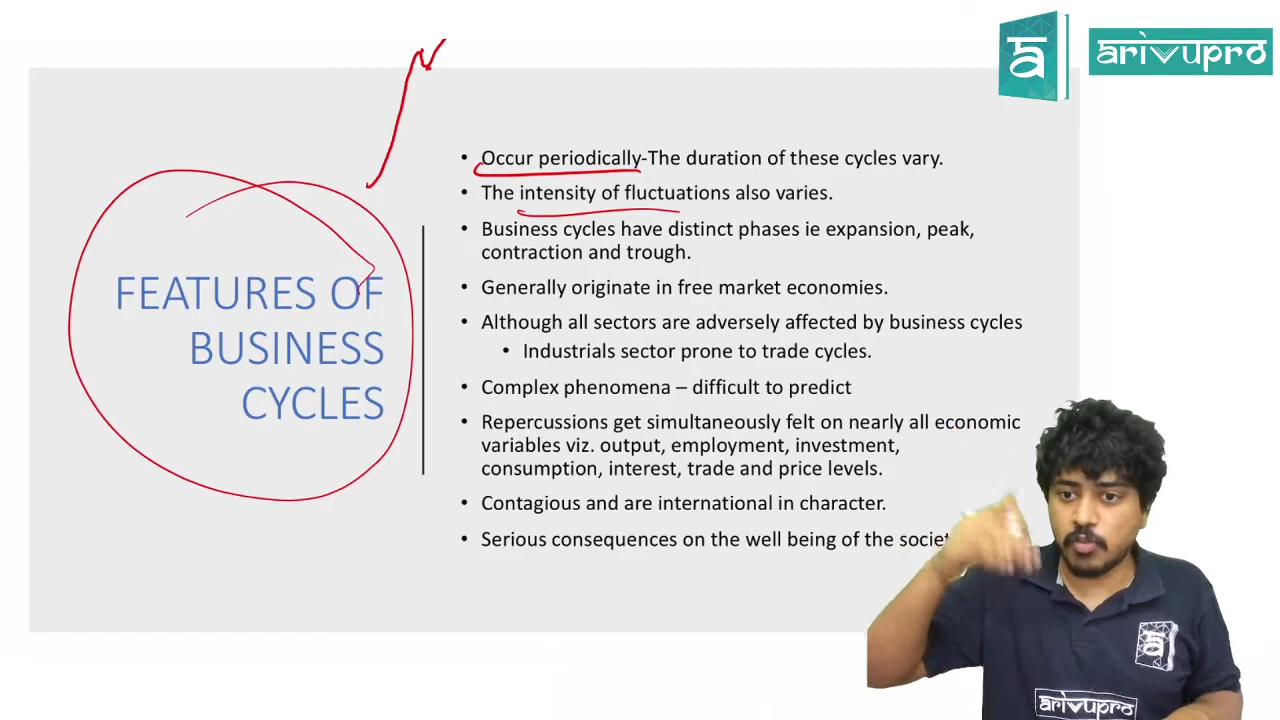 arivupro
FEATURES OF
BUSINESS
CYCLES
• Occur periodically-The duration of these cycles vary.
• The intensity of fluctuations also varies.
• Business cycles have distinct phases ie expansion, peak,
contraction and trough.
• Generally originate in free market economies.
• Although all sectors are adversely affected by business cycles
• Industrials sector prone to trade cycles.
• Complex phenomena – difficult to predict
• Repercussions get simultaneously felt on nearly all economic
variables viz. output, employment, investment,
consumption, interest, trade and price levels.
• Contagious and are international in character.
• Serious consequences on the well being of the
arivupro